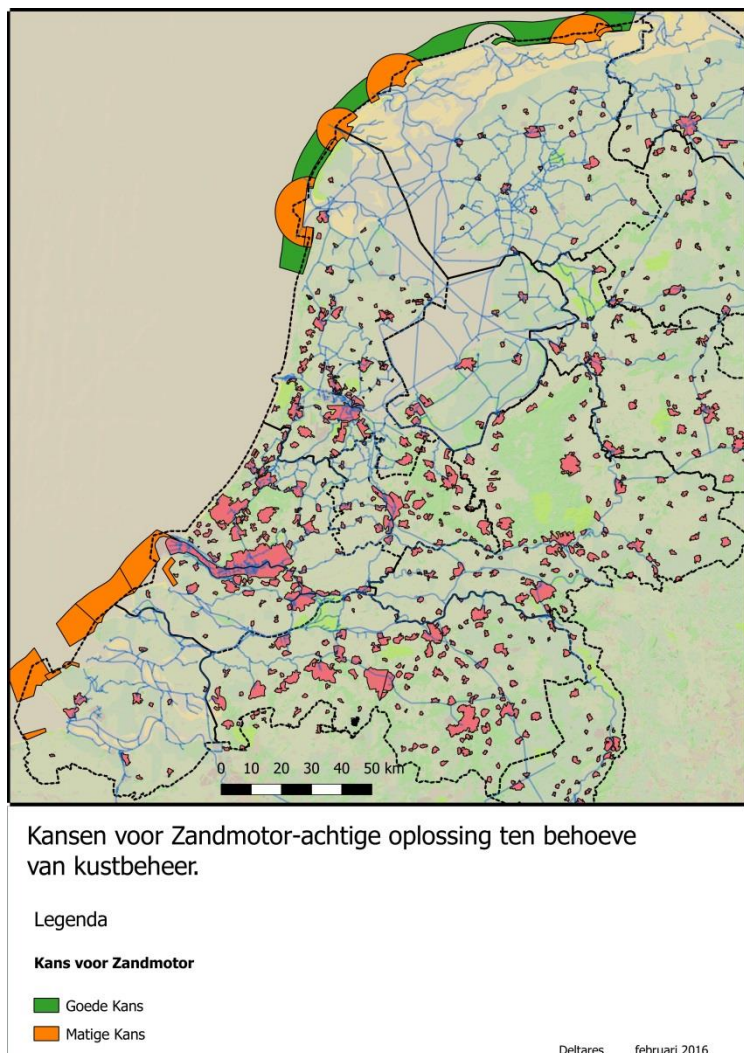 0 10 20 30 40 50 km
Kansen voor Zandmotor-achtige oplossing ten behoeve
van kustbeheer.
Legenda
Kans voor Zandmotor
Goede Kans
Matige Kans
Deltares februari 2016